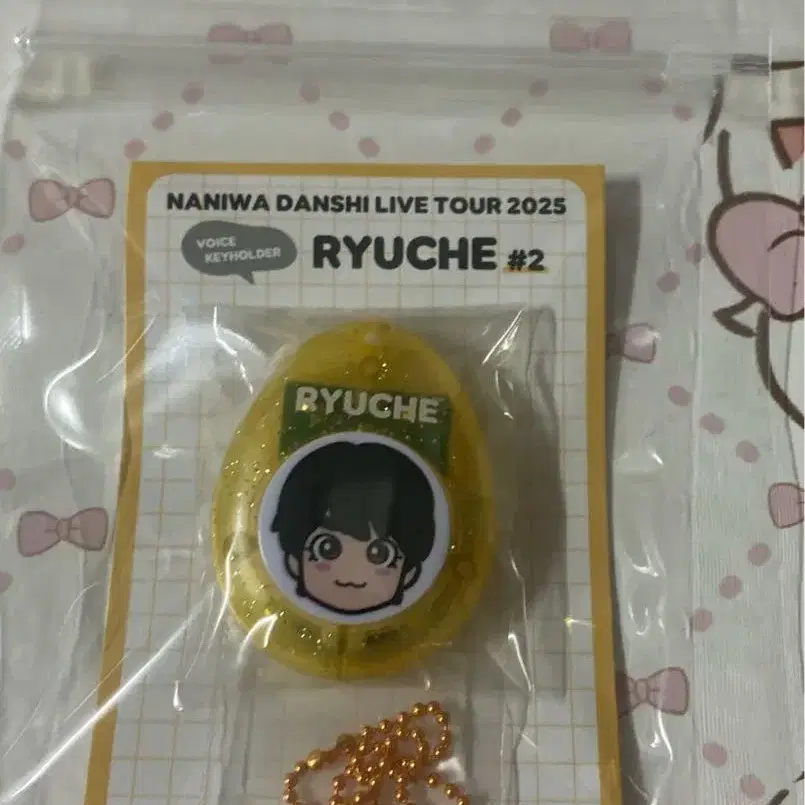 NANIWA DANSHI LIVE TOUR 2025
VOICE
KEYHOLDER
RYUCHE #2
RYUCHE